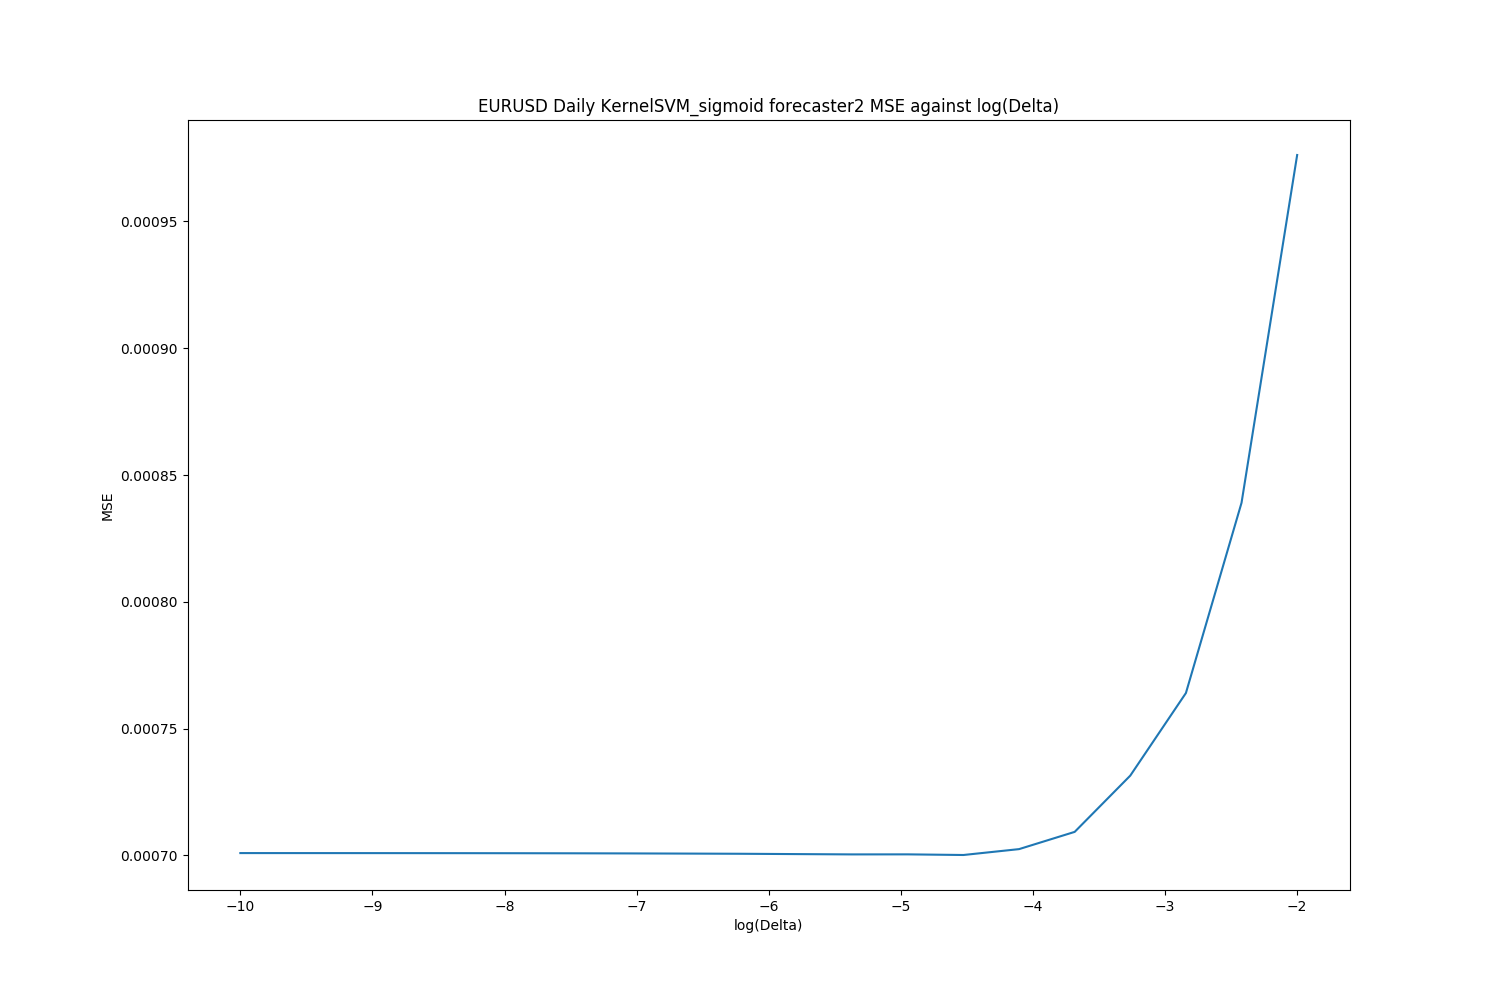 EURUSD Daily KernelSVM_sigmoid forecaster2 MSE against log(Delta)
0.00095
0.00090
0.00085
MSE
0.00080
0.00075
0.00070
−10 −9 −8 −7 −6 −5 −4 −3 −2
log(Delta)